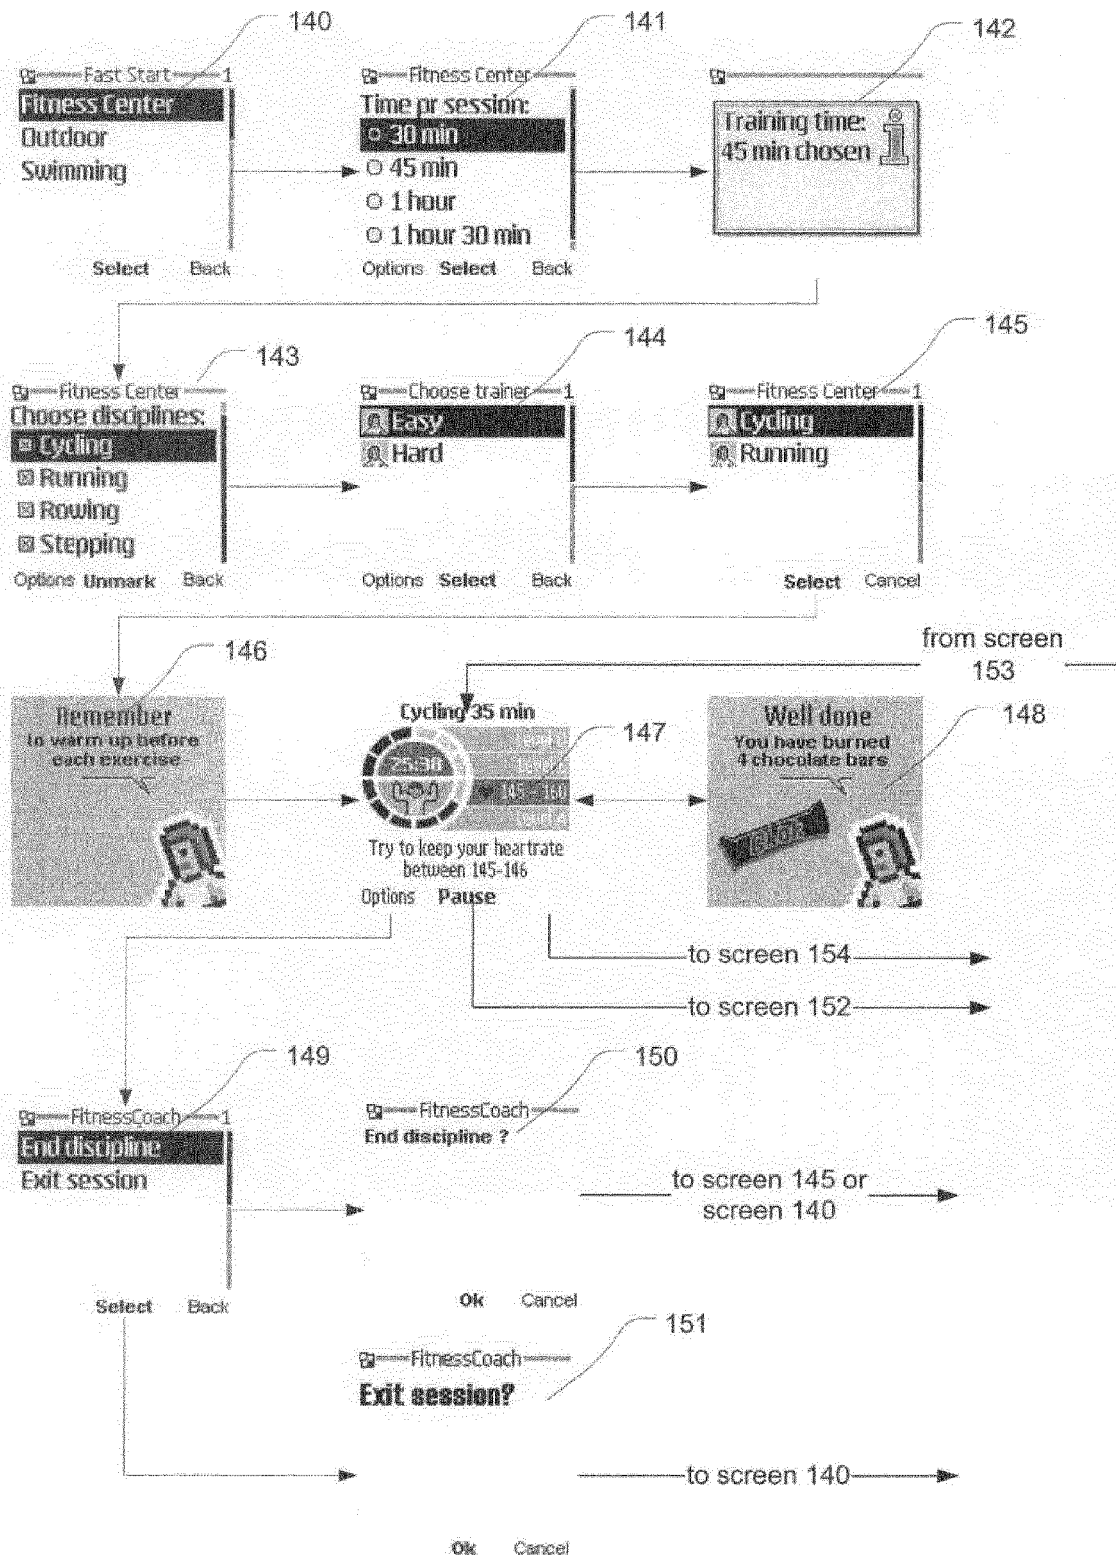 140
141
142
Fast Start 1
Fitness Center
Outdoor
Swimming
Select Back
Fitness Center
Time pr session:
30 min
45 min
1 hour
1 hour 30 min
Options Select Back
Training time:
45 min chosen
143
144
145
Fitness Center
Choose disciplines:
Cycling
Running
Rowing
Stepping
Options Unmark Back
Choose trainer 1
Easy
Hard
Options Select Back
Fitness Center 1
Cycling
Running
Select Cancel
from screen
153
146
147
148
Remember
to warm up before
each exercise
Cycling 35 min
145 - 160
Try to keep your heartrate
between 145-146
Options Pause
Well done
You have burned
4 chocolate bars
to screen 154
to screen 152
149
150
FitnessCoach 1
End discipline
Exit session
Select Back
FitnessCoach
End discipline ?
to screen 145 or
screen 140
Ok Cancel
151
FitnessCoach
Exit session?
to screen 140
Ok Cancel